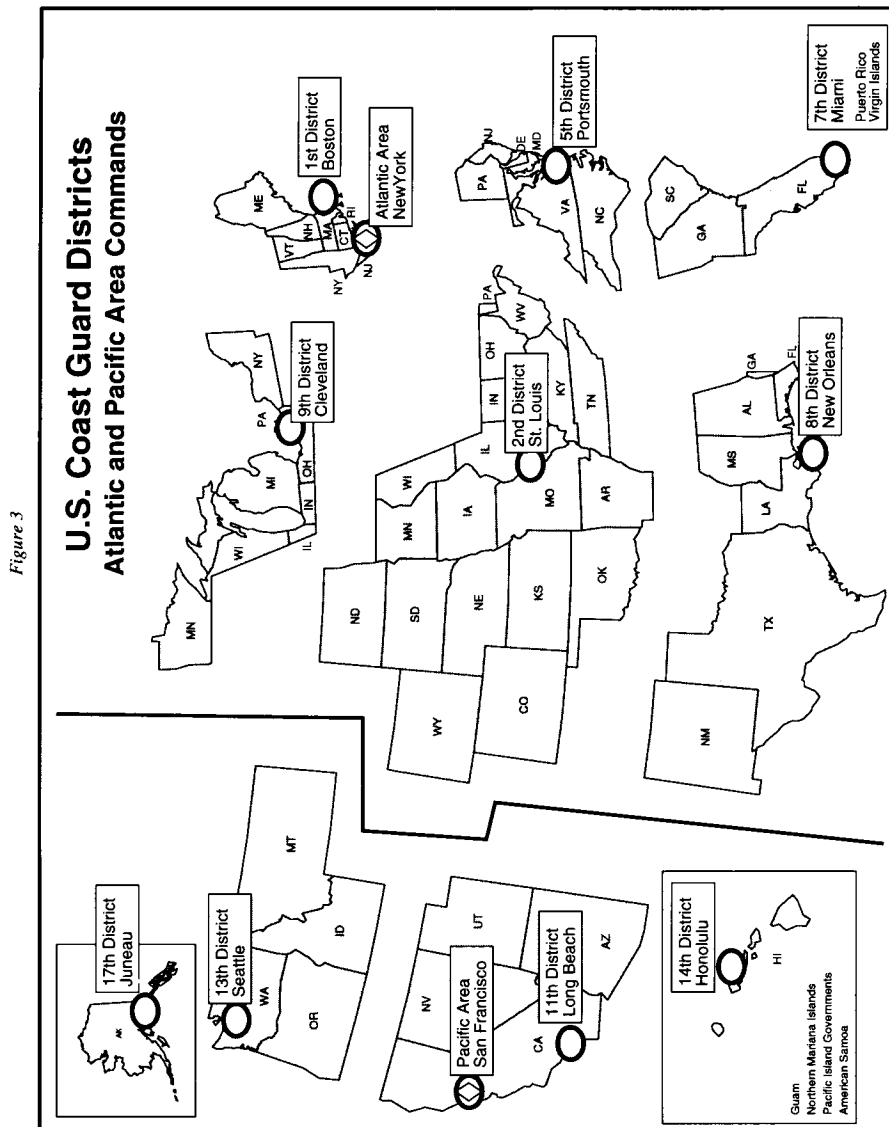 Figure 3
U.S. Coast Guard Districts
Atlantic and Pacific Area Commands
17th District
Juneau
AK
13th District
Seattle
WA
MT
OR
ID
Pacific Area
San Francisco
NV
UT
CA
AZ
11th District
Long Beach
14th District
Honolulu
HI
Guam
Northern Mariana Islands
Pacific Island Governments
American Samoa
MN
WI
MI
IL
IN
OH
PA
NY
9th District
Cleveland
ME
VT
NH
MA
CT
RI
NY
NJ
1st District
Boston
Atlantic Area
NewYork
ND
SD
NE
KS
OK
WY
CO
MN
WI
IA
IL
MO
AR
IN
OH
PA
WV
KY
TN
2nd District
St. Louis
PA
NJ
DE
MD
VA
NC
5th District
Portsmouth
NM
TX
LA
MS
AL
GA
FL
8th District
New Orleans
SC
GA
FL
7th District
Miami
Puerto Rico
Virgin Islands